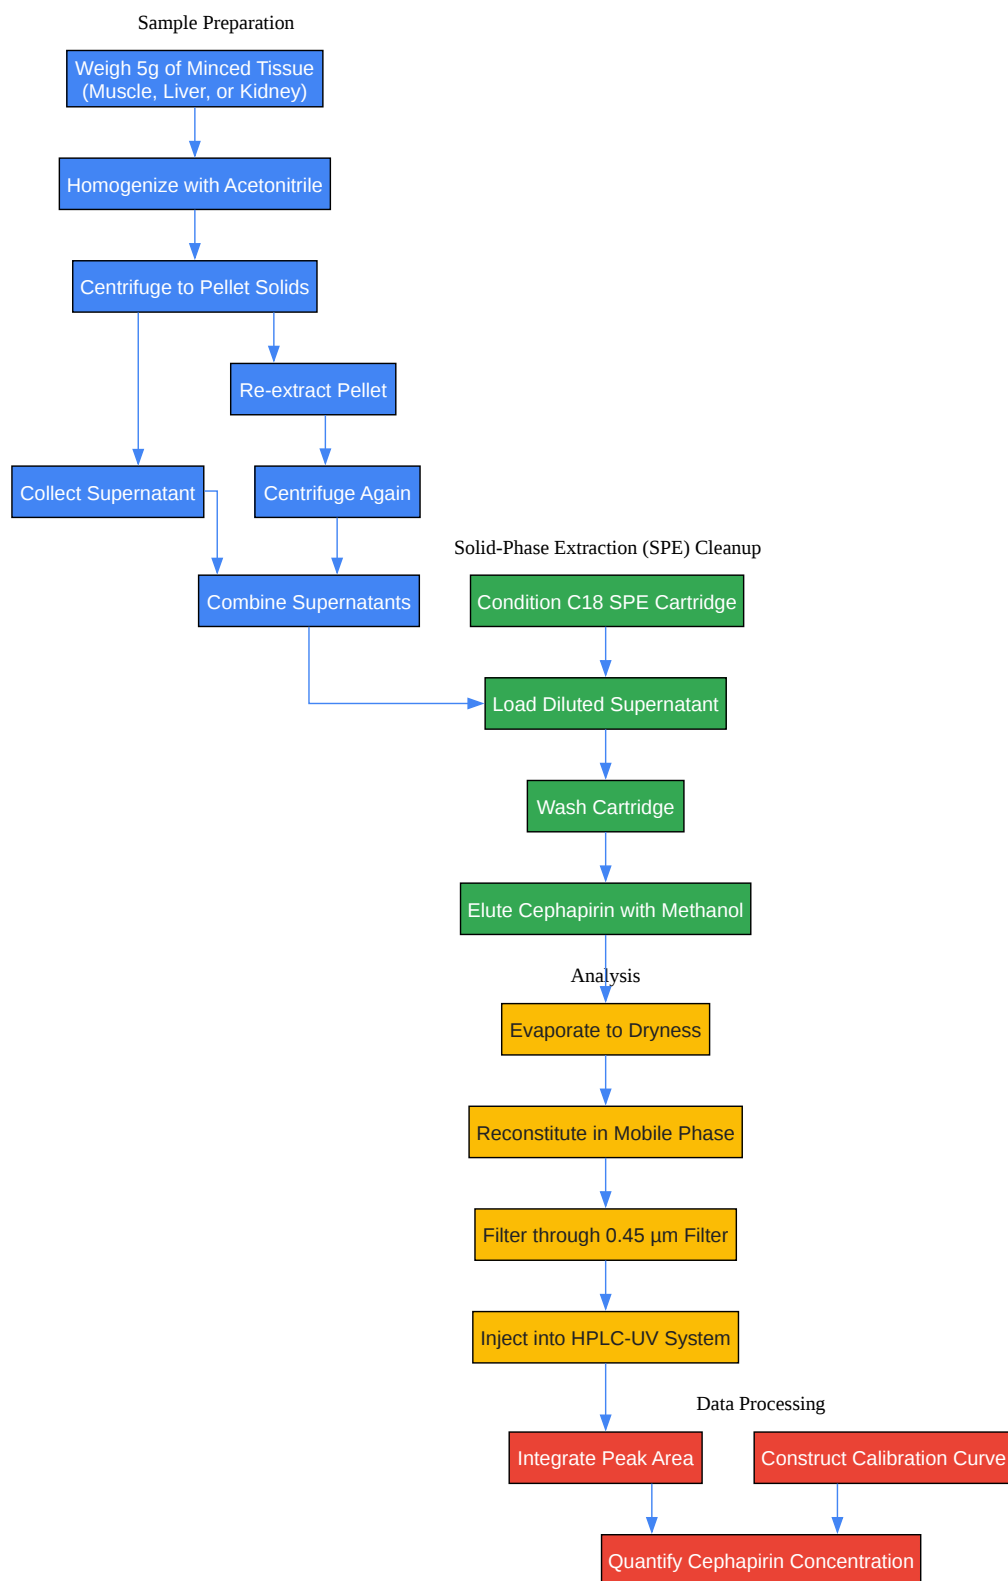 Sample Preparation
Weigh 5g of Minced Tissue
(Muscle, Liver, or Kidney)
Homogenize with Acetonitrile
Centrifuge to Pellet Solids
Re-extract Pellet
Collect Supernatant
Centrifuge Again
Combine Supernatants
Solid-Phase Extraction (SPE) Cleanup
Condition C18 SPE Cartridge
Load Diluted Supernatant
Wash Cartridge
Elute Cephapirin with Methanol
Analysis
Evaporate to Dryness
Reconstitute in Mobile Phase
Filter through 0.45 µm Filter
Inject into HPLC-UV System
Data Processing
Integrate Peak Area
Construct Calibration Curve
Quantify Cephapirin Concentration